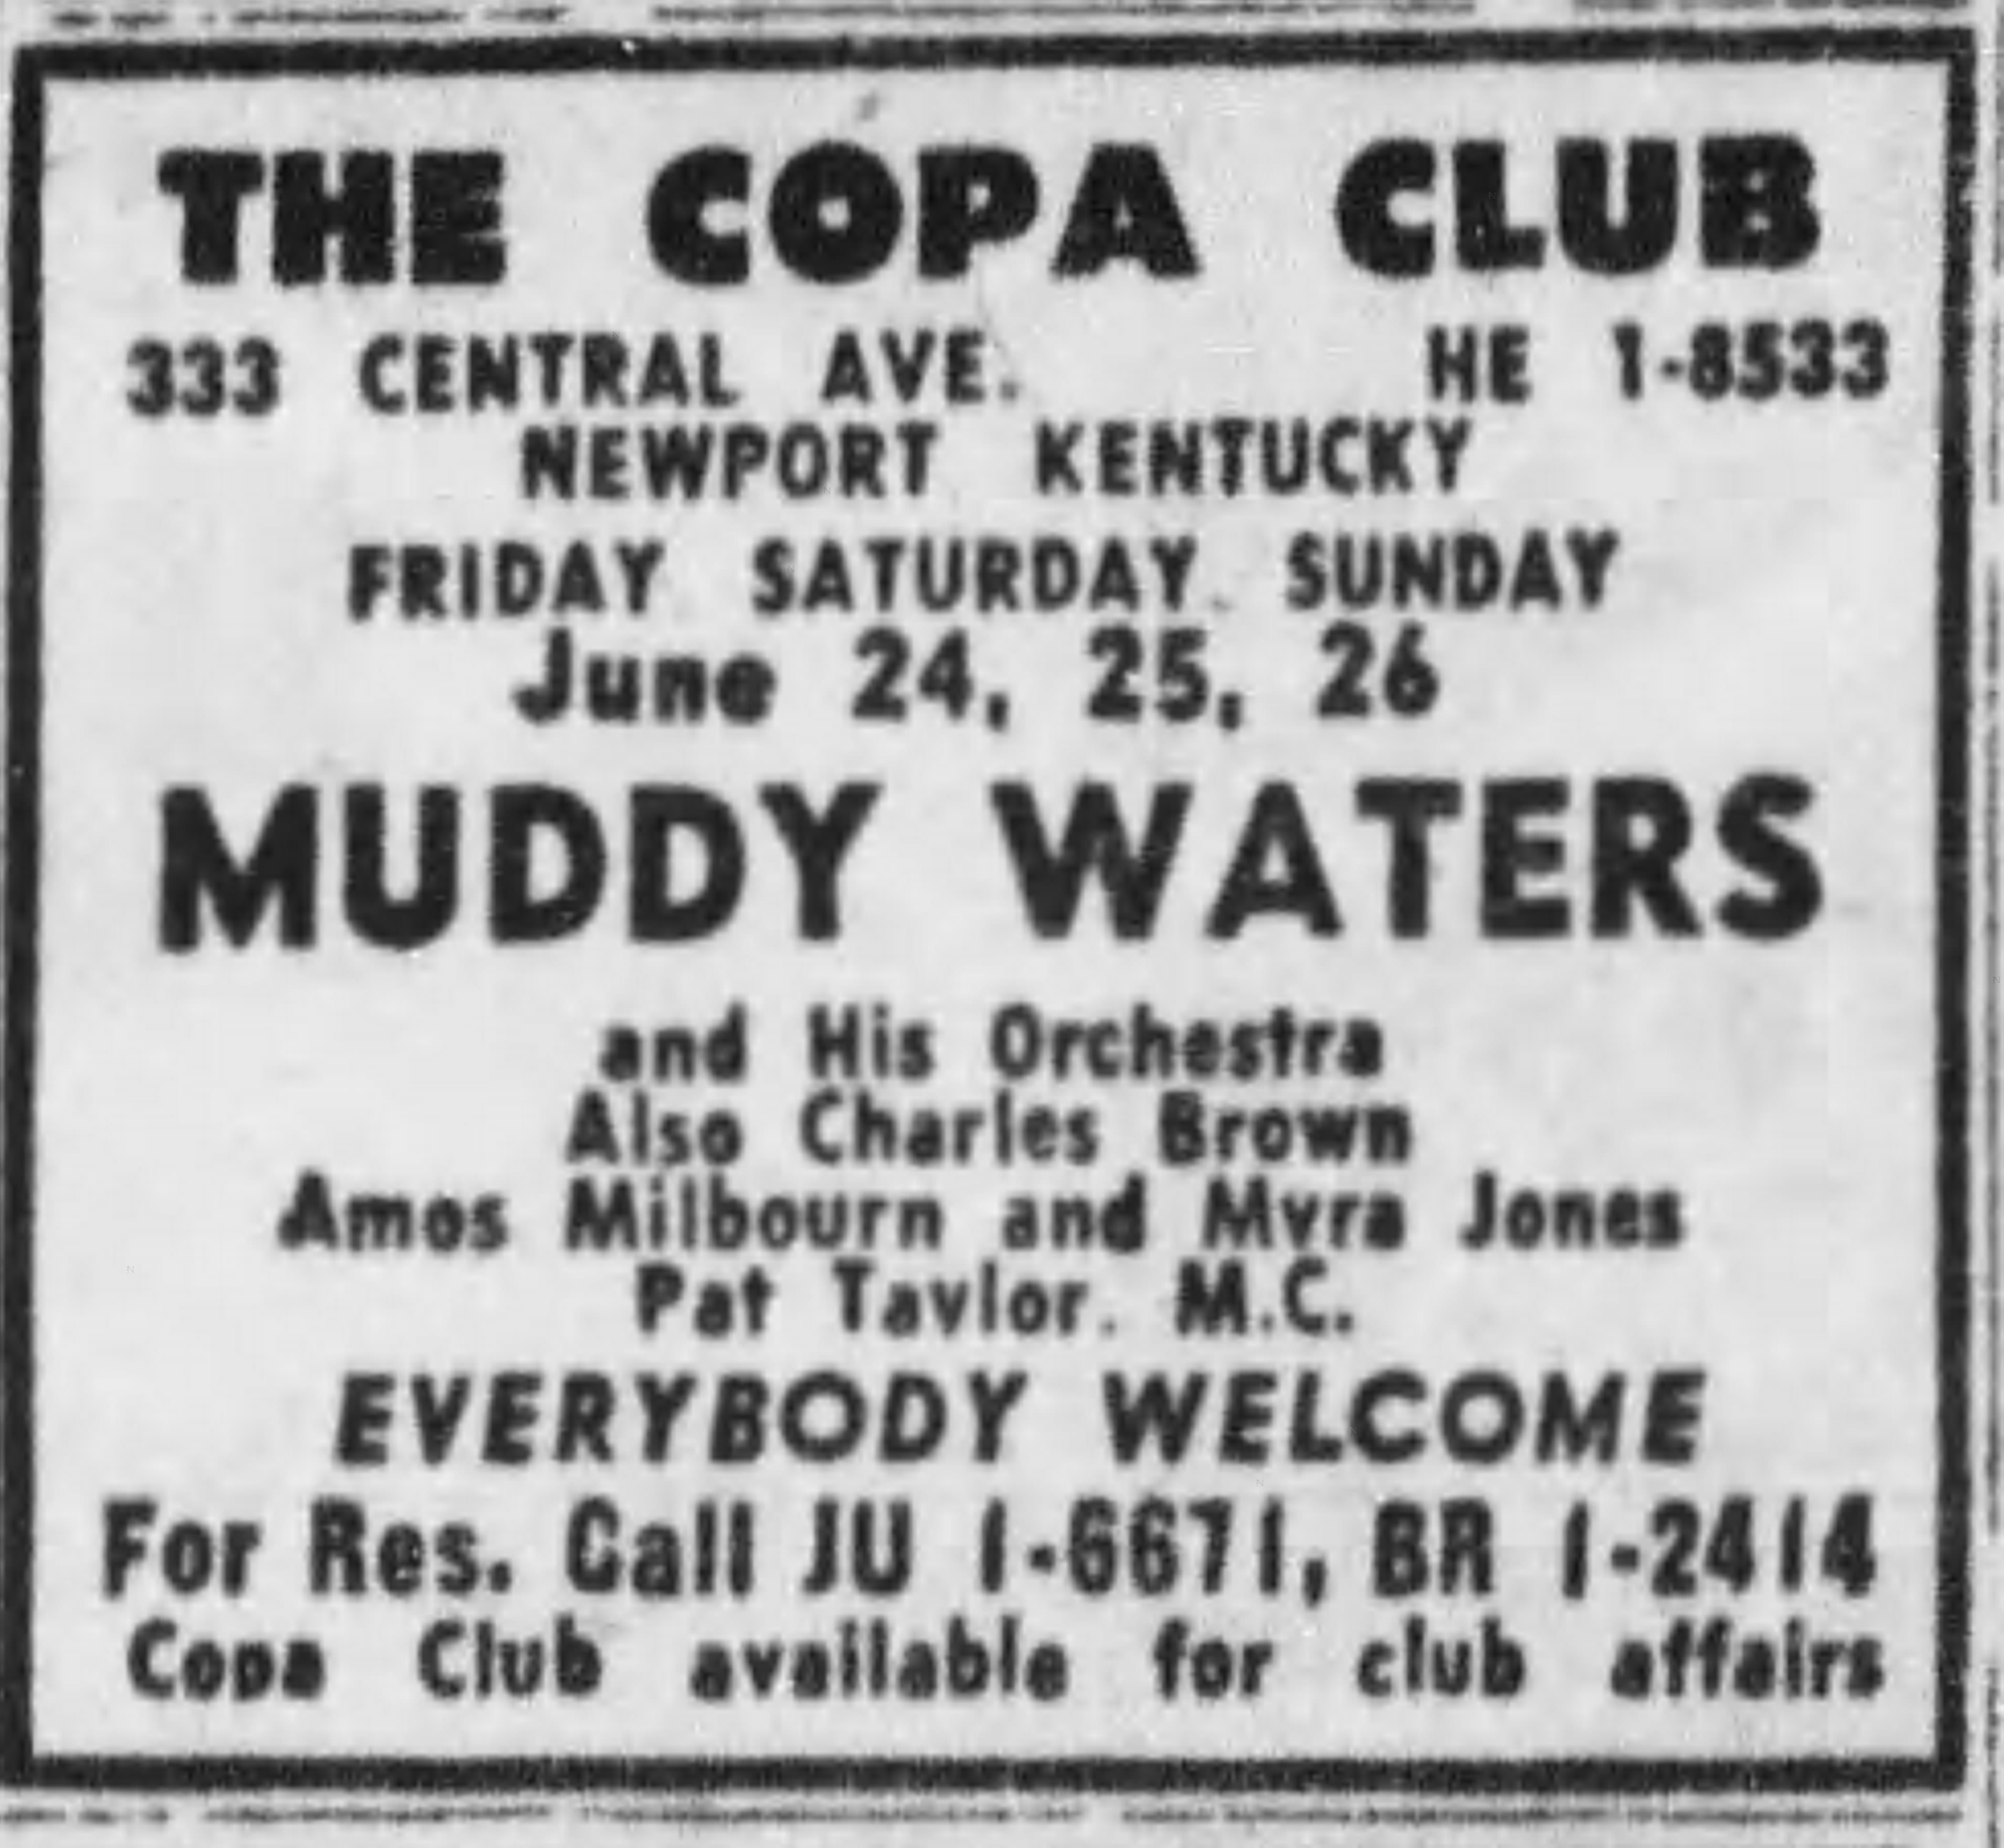 THE COPA CLUB
333 CENTRAL AVE. HE 1-8533
NEWPORT KENTUCKY
FRIDAY SATURDAY. SUNDAY
June 24, 25, 26
MUDDY WATERS
and His Orchestra
Also Charles Brown
Amos Milbourn and Myra Jones
Pat Taylor. M.C.
EVERYBODY WELCOME
For Res. Call JU 1-6671, BR 1-2414
Copa Club available for club affairs